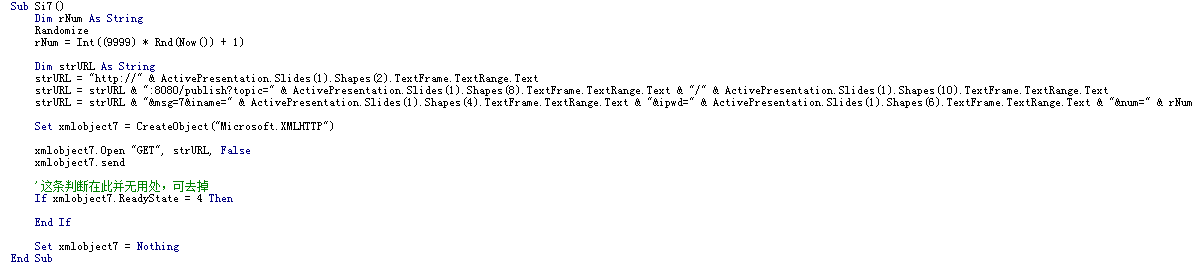 Sub Si7()
Dim rNum As String
Randomize
rNum = Int((9999) * Rnd(Now()) + 1)
Dim strURL As String
strURL = "http://" & ActivePresentation.Slides(1).Shapes(2).TextFrame.TextRange.Text
strURL = strURL & ":8080/publish?topic=" & ActivePresentation.Slides(1).Shapes(8).TextFrame.TextRange.Text & "/" & ActivePresentation.Slides(1).Shapes(10).TextFrame.TextRange.Text
strURL = strURL & "&msg=7&iname=" & ActivePresentation.Slides(1).Shapes(4).TextFrame.TextRange.Text & "&ipwd=" & ActivePresentation.Slides(1).Shapes(6).TextFrame.TextRange.Text & "&num=" & rNum
Set xmlobject7 = CreateObject("Microsoft.XMLHTTP")
xmlobject7.Open "GET", strURL, False
xmlobject7.send
'这条判断在此并无用处，可去掉
If xmlobject7.ReadyState = 4 Then
End If
Set xmlobject7 = Nothing
End Sub